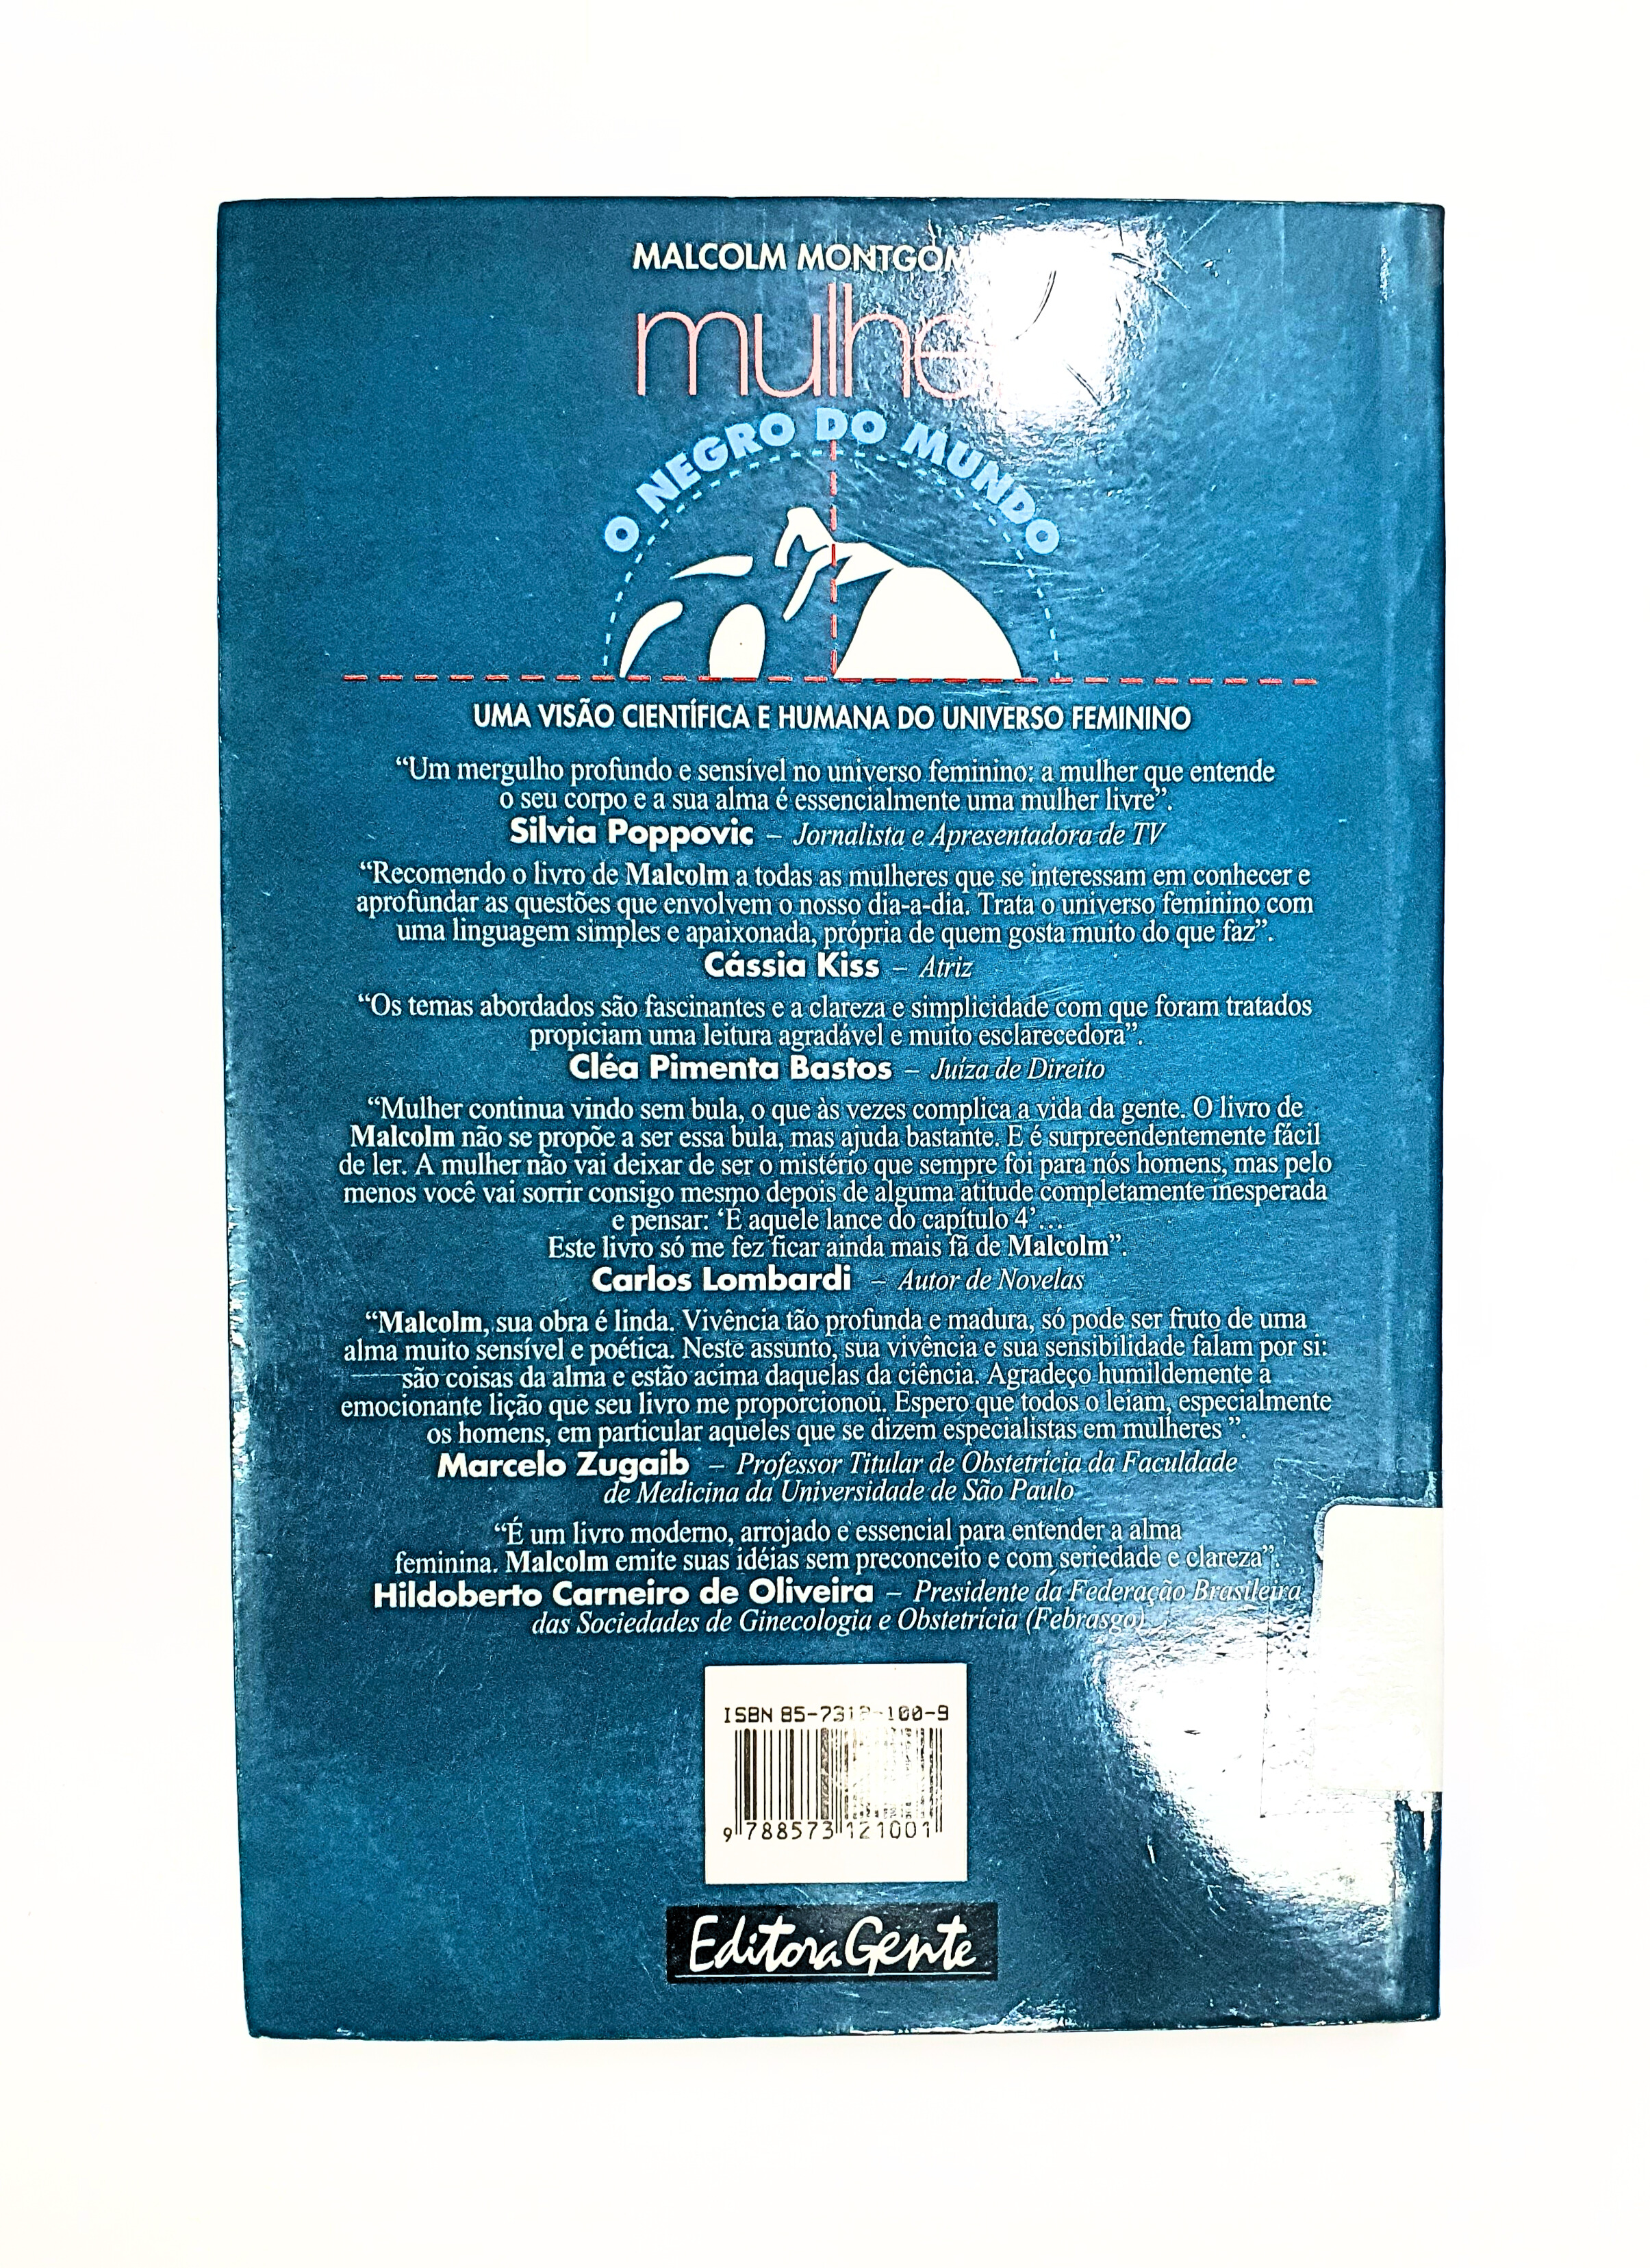 MALCOLM
mulher
O NEGRO DO MUNDO
UMA VISÃO CIENTÍFICA E HUMANA DO UNIVERSO FEMININO
“Um mergulho profundo e sensível no universo feminino: a mulher que entende
o seu corpo e a sua alma é essencialmente uma mulher livre”.
Silvia Poppovic – Jornalista e Apresentadora de TV
“Recomendo o livro de Malcolm a todas as mulheres que se interessam em conhecer e
aprofundar as questões que envolvem o nosso dia-a-dia. Trata o universo feminino com
uma linguagem simples e apaixonada, própria de quem gosta muito do que faz”.
Cássia Kiss – Atriz
“Os temas abordados são fascinantes e a clareza e simplicidade com que foram tratados
propiciam uma leitura agradável e muito esclarecedora”.
Cléa Pimenta Bastos – Juíza de Direito
“Mulher continua vindo sem bula, o que às vezes complica a vida da gente. O livro de
Malcolm não se propõe a ser essa bula, mas ajuda bastante. E é surpreendentemente fácil
de ler. A mulher não vai deixar de ser o mistério que sempre foi para nós homens, mas pelo
menos você vai sorrir consigo mesmo depois de alguma atitude completamente inesperada
e pensar: ‘É aquele lance do capítulo 4’...
Este livro só me fez ficar ainda mais fã de Malcolm”.
Carlos Lombardi – Autor de Novelas
“Malcolm, sua obra é linda. Vivência tão profunda e madura, só pode ser fruto de uma
alma muito sensível e poética. Neste assunto, sua vivência e sua sensibilidade falam por si:
são coisas da alma e estão acima daquelas da ciência. Agradeço humildemente a
emocionante lição que seu livro me proporcionou. Espero que todos o leiam, especialmente
os homens, em particular aqueles que se dizem especialistas em mulheres ”.
Marcelo Zugaib – Professor Titular de Obstetrícia da Faculdade
de Medicina da Universidade de São Paulo
“É um livro moderno, arrojado e essencial para entender a alma
feminina. Malcolm emite suas idéias sem preconceito e com seriedade e clareza”.
Hildoberto Carneiro de Oliveira – Presidente da Federação Brasileira
das Sociedades de Ginecologia e Obstetrícia (Febrasgo)
ISBN 85-7312-100-9
9 788573 121001
Editora Gente